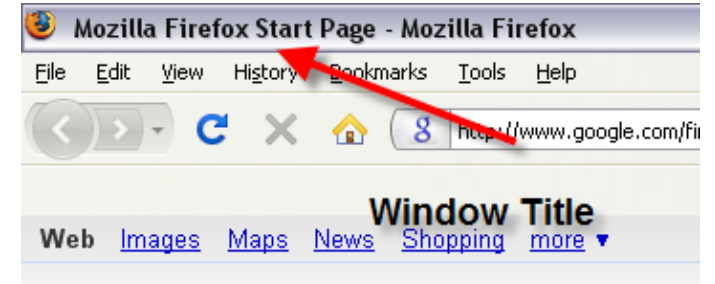 Mozilla Firefox Start Page - Mozilla Firefox
File Edit View History Bookmarks Tools Help
8 http://www.google.com/fi
Window Title
Web Images Maps News Shopping more ▼